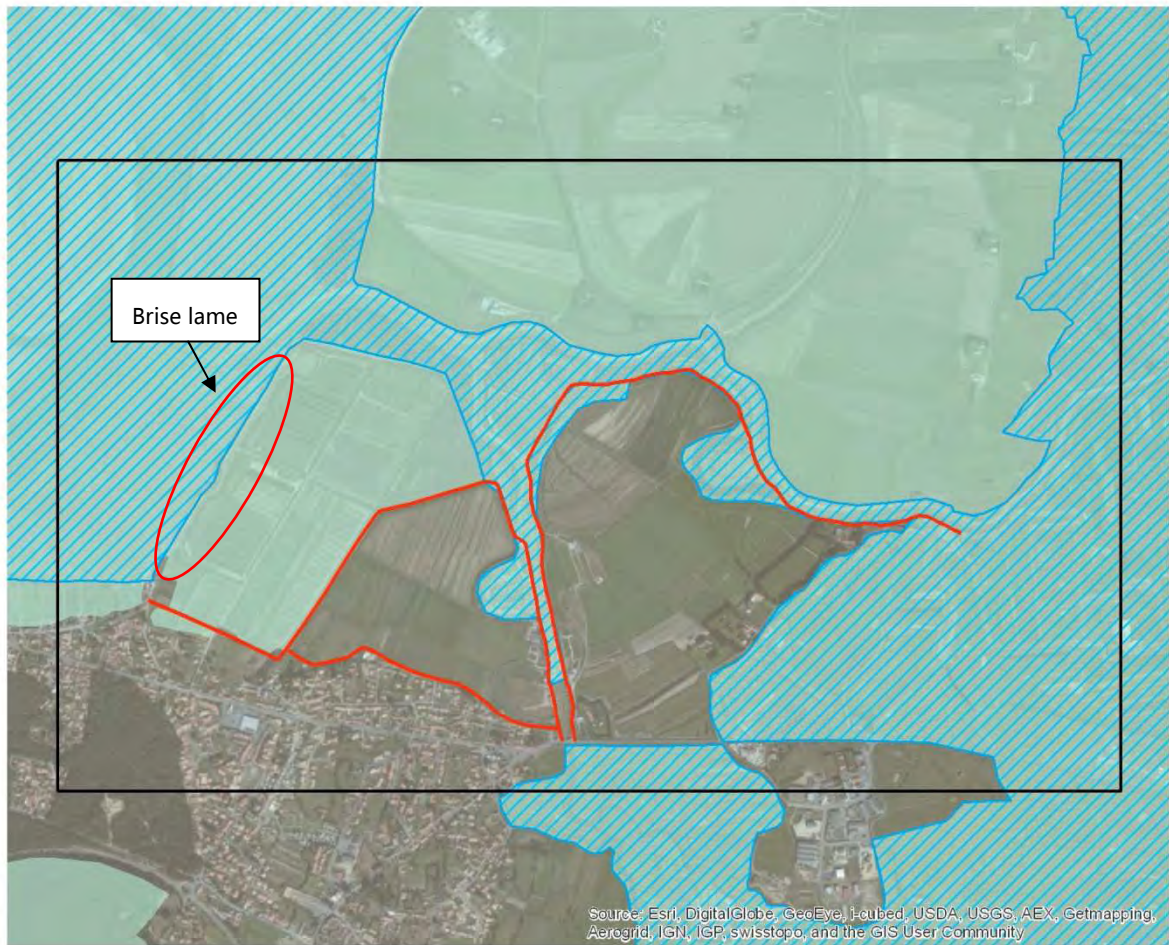 Brise lame
Source: Esri, DigitalGlobe, GeoEye, i-cubed, USDA, USGS, AEX, Getmapping,
Aerogrid, IGN, IGP, swisstopo, and the GIS User Community